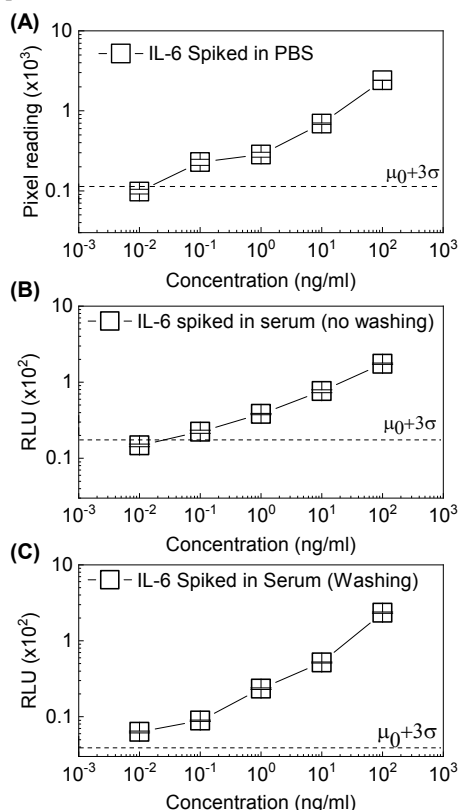 (A)
IL-6 Spiked in PBS
Pixel reading (x10³)
10
1
0.1
μ₀+3σ
10⁻³ 10⁻² 10⁻¹ 10⁰ 10¹ 10² 10³
Concentration (ng/ml)
(B)
IL-6 spiked in serum (no washing)
RLU (x10²)
10
1
0.1
μ₀+3σ
10⁻³ 10⁻² 10⁻¹ 10⁰ 10¹ 10² 10³
Concentration (ng/ml)
(C)
IL-6 Spiked in Serum (Washing)
RLU (x10²)
10
1
0.1
μ₀+3σ
10⁻³ 10⁻² 10⁻¹ 10⁰ 10¹ 10² 10³
Concentration (ng/ml)